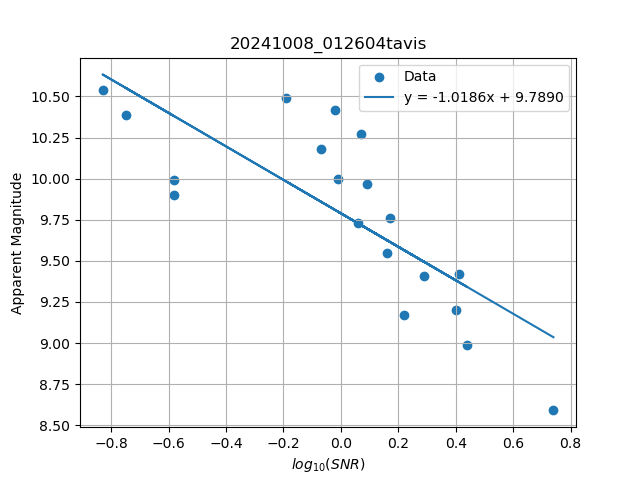 20241008_012604tavis
Data
y = -1.0186x + 9.7890
Apparent Magnitude
10.50
10.25
10.00
9.75
9.50
9.25
9.00
8.75
8.50
−0.8 −0.6 −0.4 −0.2 0.0 0.2 0.4 0.6 0.8
log10(SNR)